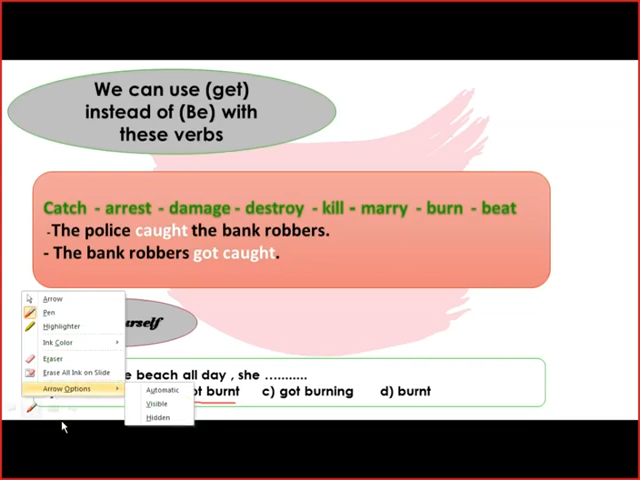 We can use (get)
instead of (Be) with
these verbs
Catch - arrest - damage - destroy - kill - marry - burn - beat
-The police caught the bank robbers.
- The bank robbers got caught.
Arrow
Pen
Highlighter
Ink Color
Eraser
Erase All Ink on Slide
Arrow Options
Automatic
Visible
Hidden
urself
e beach all day , she ..........
ot burnt c) got burning d) burnt